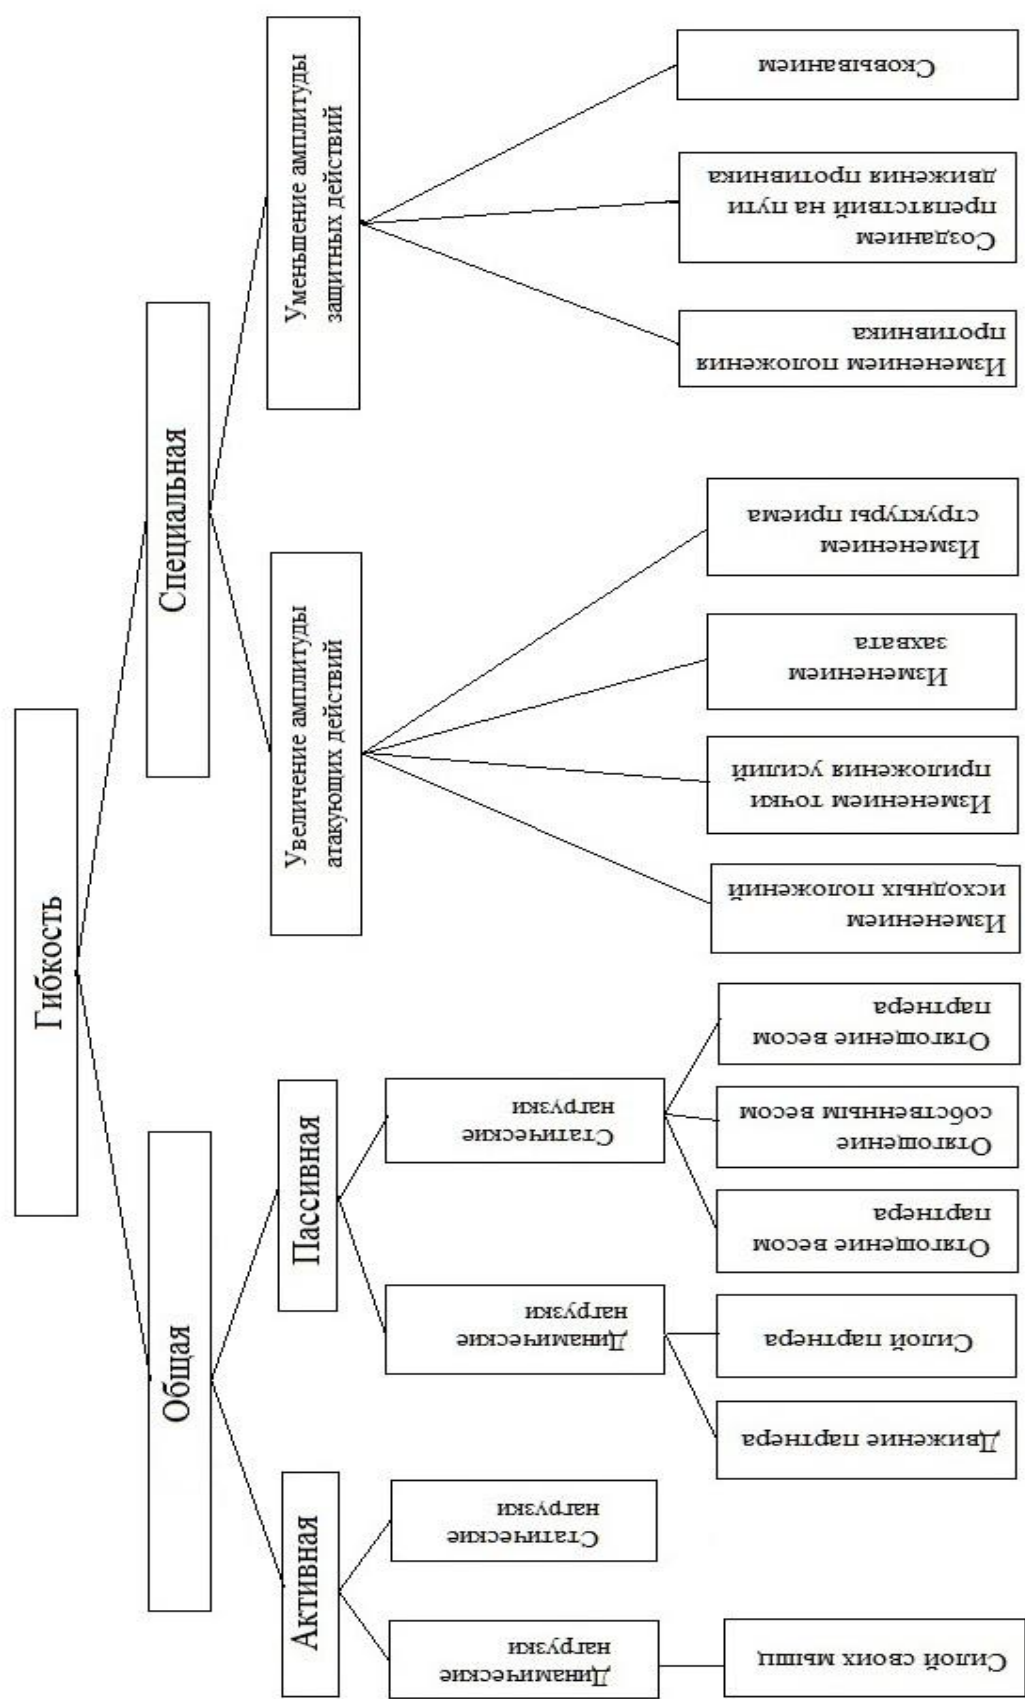 Гибкость
Общая
Специальная
Активная
Пассивная
Увеличение амплитуды
атакующих действий
Уменьшение амплитуды
защитных действий
Динамические
нагрузки
Статические
нагрузки
Динамические
нагрузки
Статические
нагрузки
Силой своих мышц
Движение партнера
Силой партнера
Отягощение весом
партнера
Отягощение
собственным весом
Отягощение весом
партнера
Изменением
исходных положений
Изменением точки
приложения усилий
Изменением
захвата
Изменением
структуры приема
Изменением положения
противника
Созданием
препятствий на пути
движения противника
Сковыванием